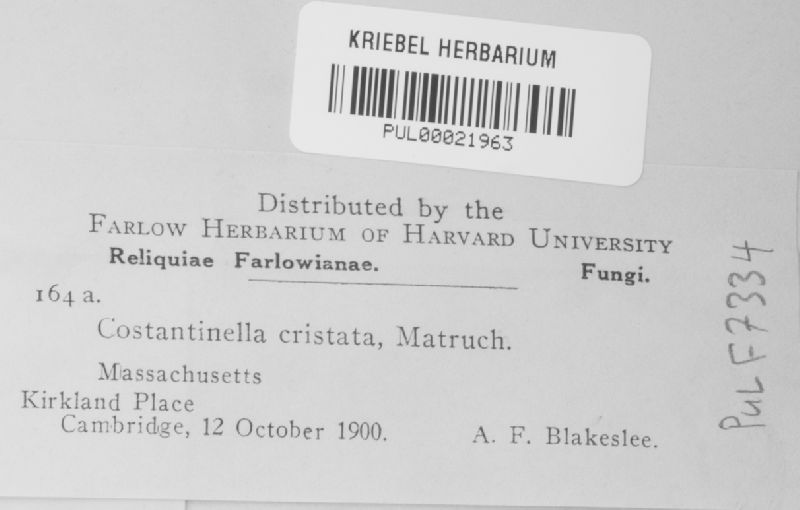 KRIEBEL HERBARIUM
PUL00021963
Distributed by the
FARLOW HERBARIUM OF HARVARD UNIVERSITY
Reliquiae Farlowianae. Fungi.
164 a.
Costantinella cristata, Matruch.
Massachusetts
Kirkland Place
Cambridge, 12 October 1900. A. F. Blakeslee.
PUL F7334